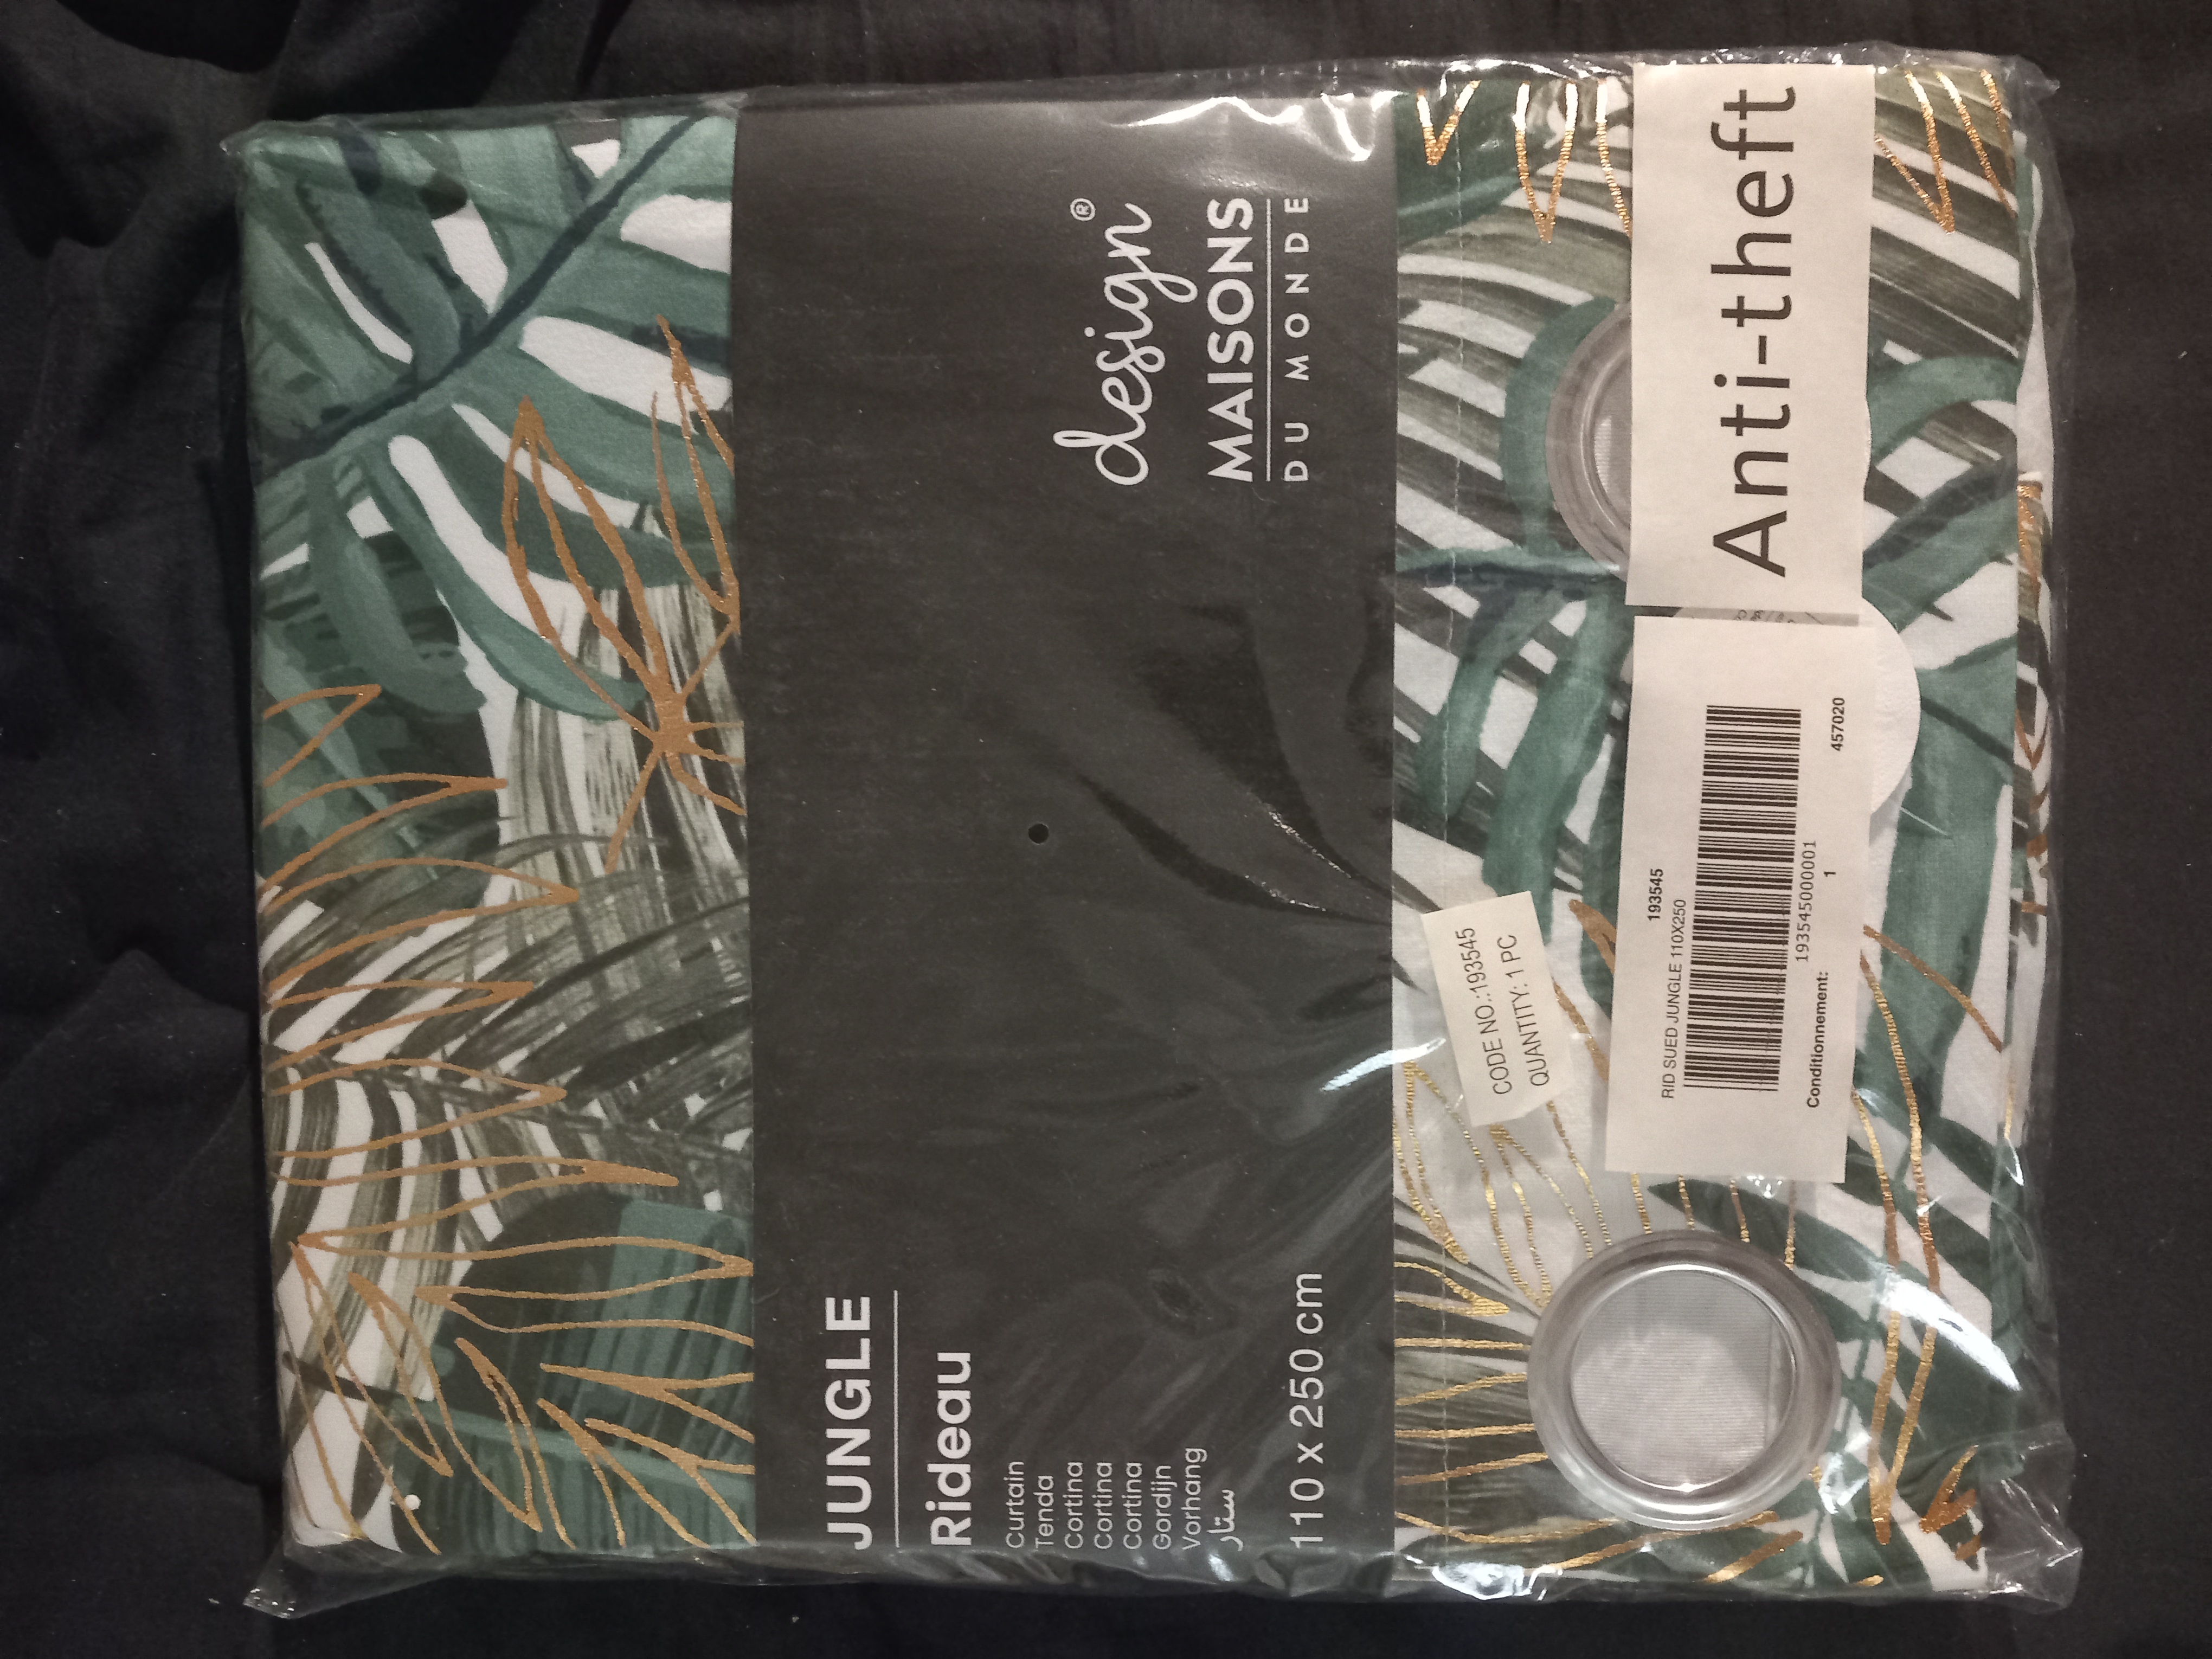 JUNGLE
Rideau
Curtain
Tenda
Cortina
Cortina
Cortina
Gordijn
Vorhang
ستار
110 x 250 cm
design®
MAISONS
DU MONDE
CODE NO.:193545
QUANTITY: 1 PC
193545
RID SUED JUNGLE 110X250
193545000001
Conditionnement: 1 457020
Anti-theft